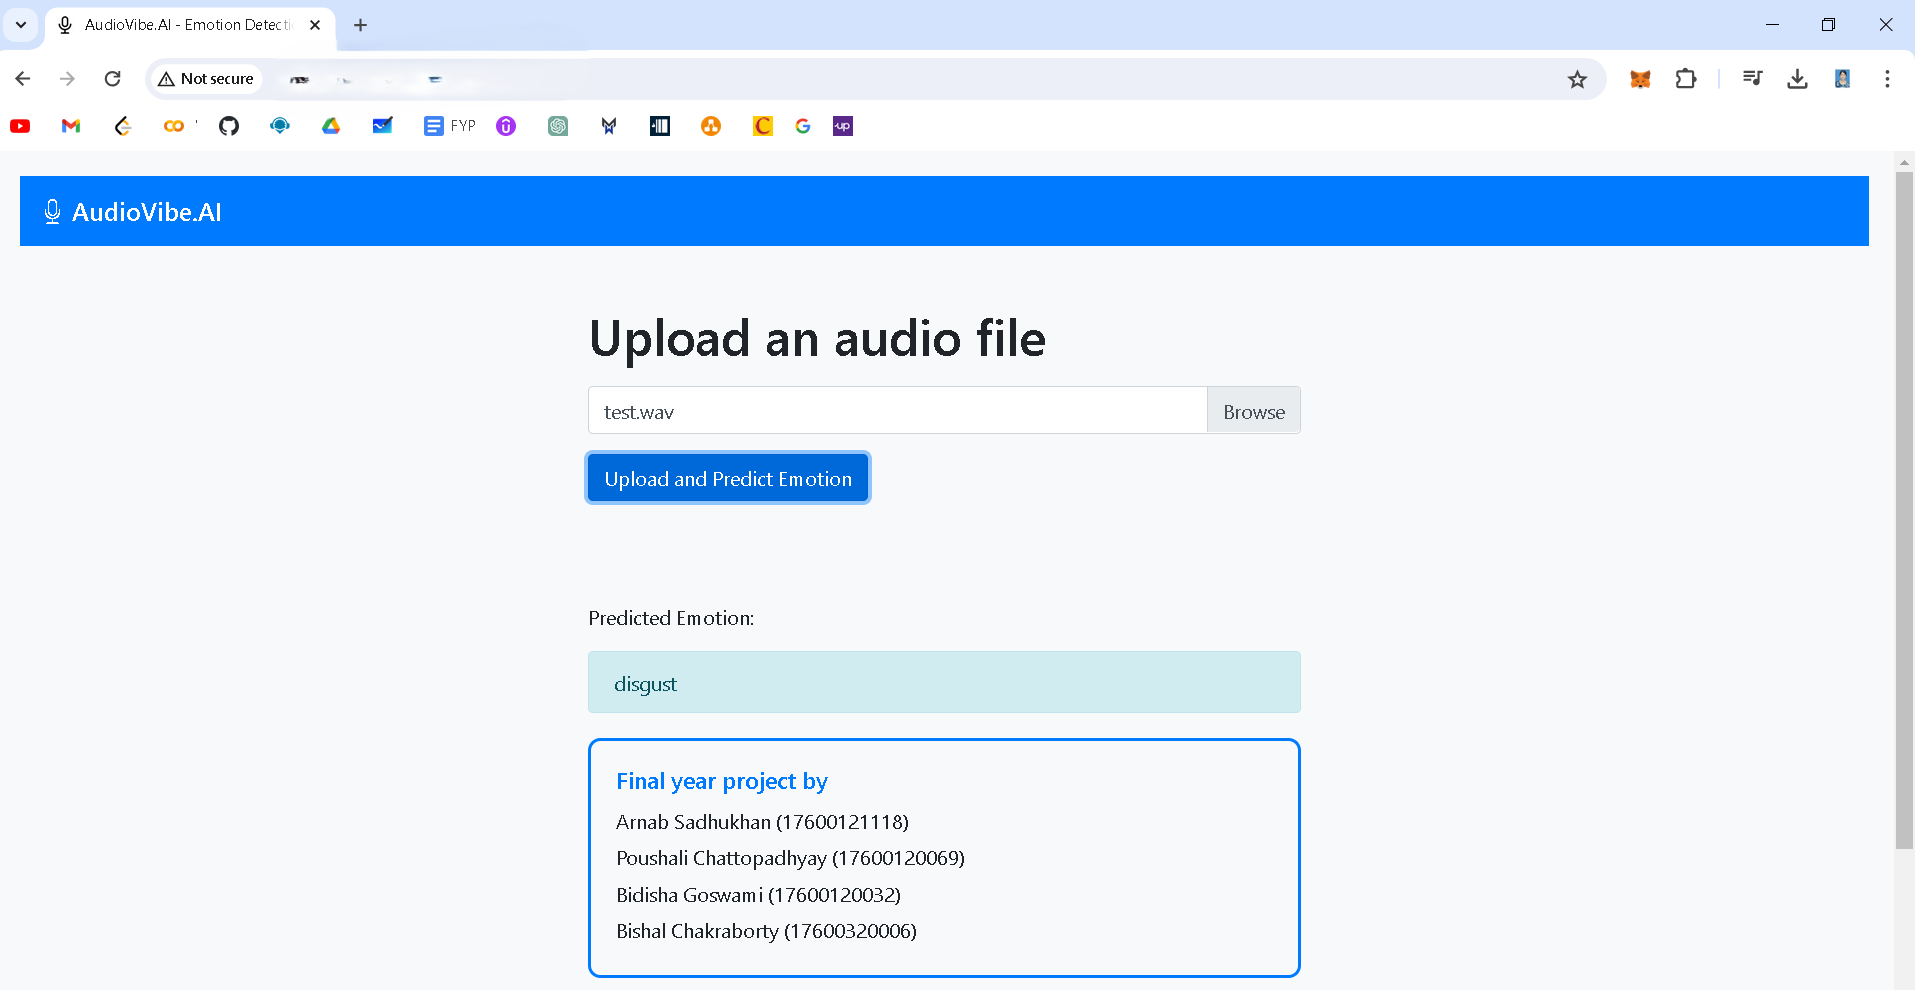 AudioVibe.AI - Emotion Detecti
Not secure
FYP
up
AudioVibe.AI
Upload an audio file
test.wav
Browse
Upload and Predict Emotion
Predicted Emotion:
disgust
Final year project by
Arnab Sadhukhan (17600121118)
Poushali Chattopadhyay (17600120069)
Bidisha Goswami (17600120032)
Bishal Chakraborty (17600320006)